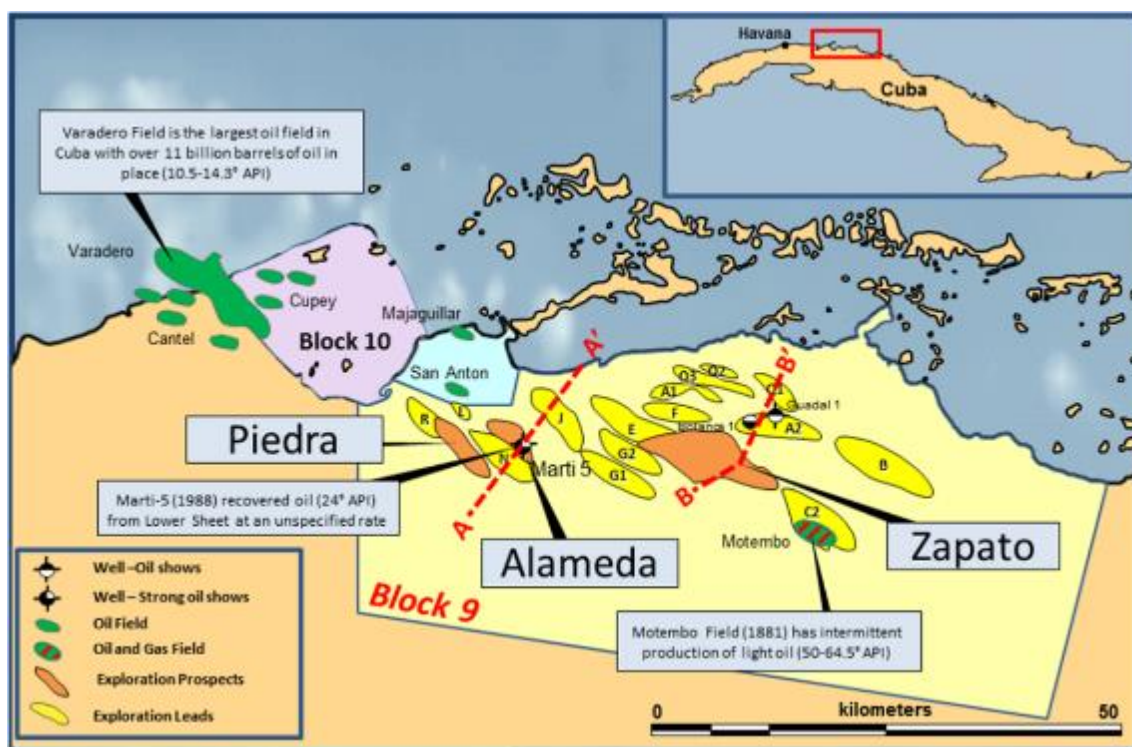 Havana
Cuba
Varadero Field is the largest oil field in
Cuba with over 11 billion barrels of oil in
place (10.5-14.3° API)
Varadero
Cupey
Cantel
Majaguillar
Block 10
San Anton
A'
B'
O3
O2
A1
Guadal 1
F
A2
L
R
J
E
Piedra
N
Marti 5
G2
G1
B
B
Marti-5 (1988) recovered oil (24° API)
from Lower Sheet at an unspecified rate
A
C2
Motembo
Alameda
Zapato
Block 9
Well –Oil shows
Well – Strong oil shows
Oil Field
Oil and Gas Field
Exploration Prospects
Exploration Leads
Motembo Field (1881) has intermittent
production of light oil (50-64.5° API)
0 kilometers 50